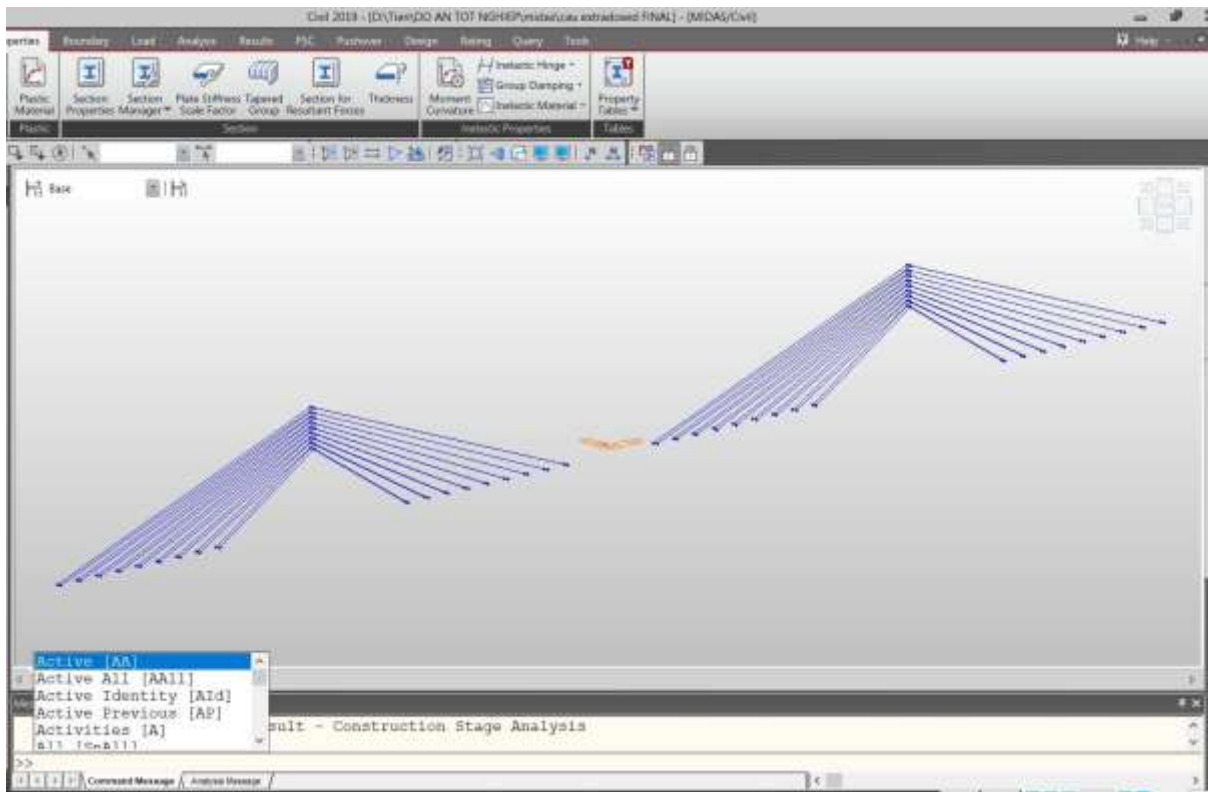 Civil 2019 - [D:\Tien\DO AN TOT NGHIEP\midas\cau extradosed FINAL] - [MIDAS/Civil]
perties Boundary Load Analysis Results PSC Pushover Design Rating Query Tools Help
Plastic Material
Section Properties
Section Manager
Plate Stiffness Scale Factor
Tapered Group
Section for Resultant Forces
Thickness
Moment Curvature
Inelastic Hinge
Group Damping
Inelastic Material
Property Tables
Plastic Section Inelastic Properties Tables
Base
Active [AA]
Active All [AAll]
Active Identity [AId]
Active Previous [AP]
Activities [A]
All [SnAll]
sult - Construction Stage Analysis
>>
Command Message Analysis Message